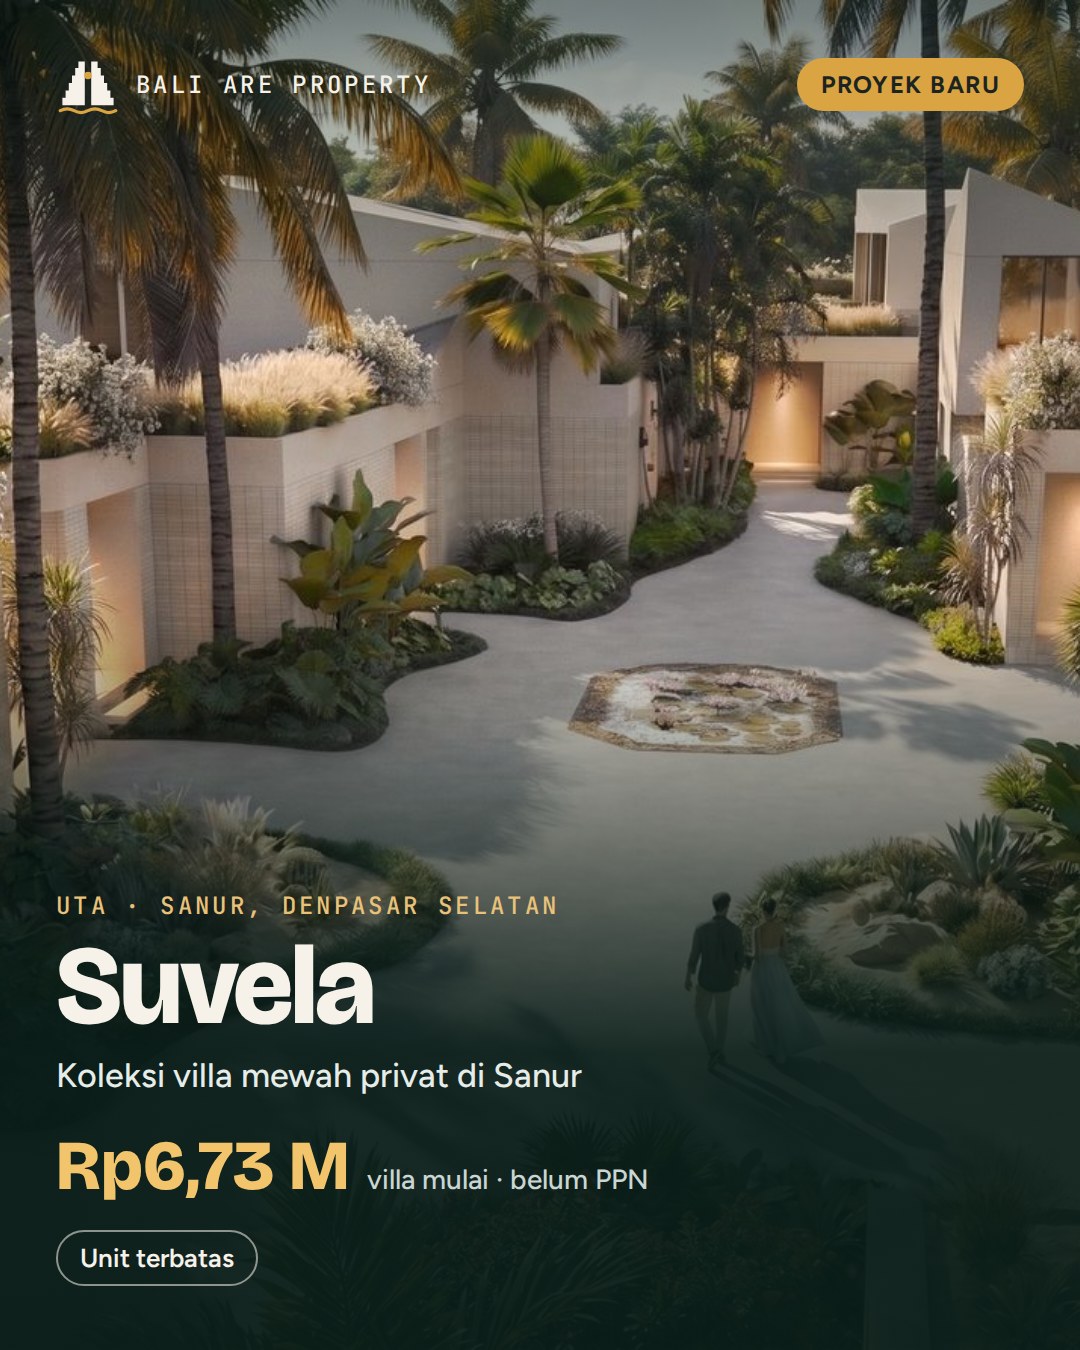 BALI ARE PROPERTY
PROYEK BARU
UTA · SANUR, DENPASAR SELATAN
Suvela
Koleksi villa mewah privat di Sanur
Rp6,73 M villa mulai · belum PPN
Unit terbatas